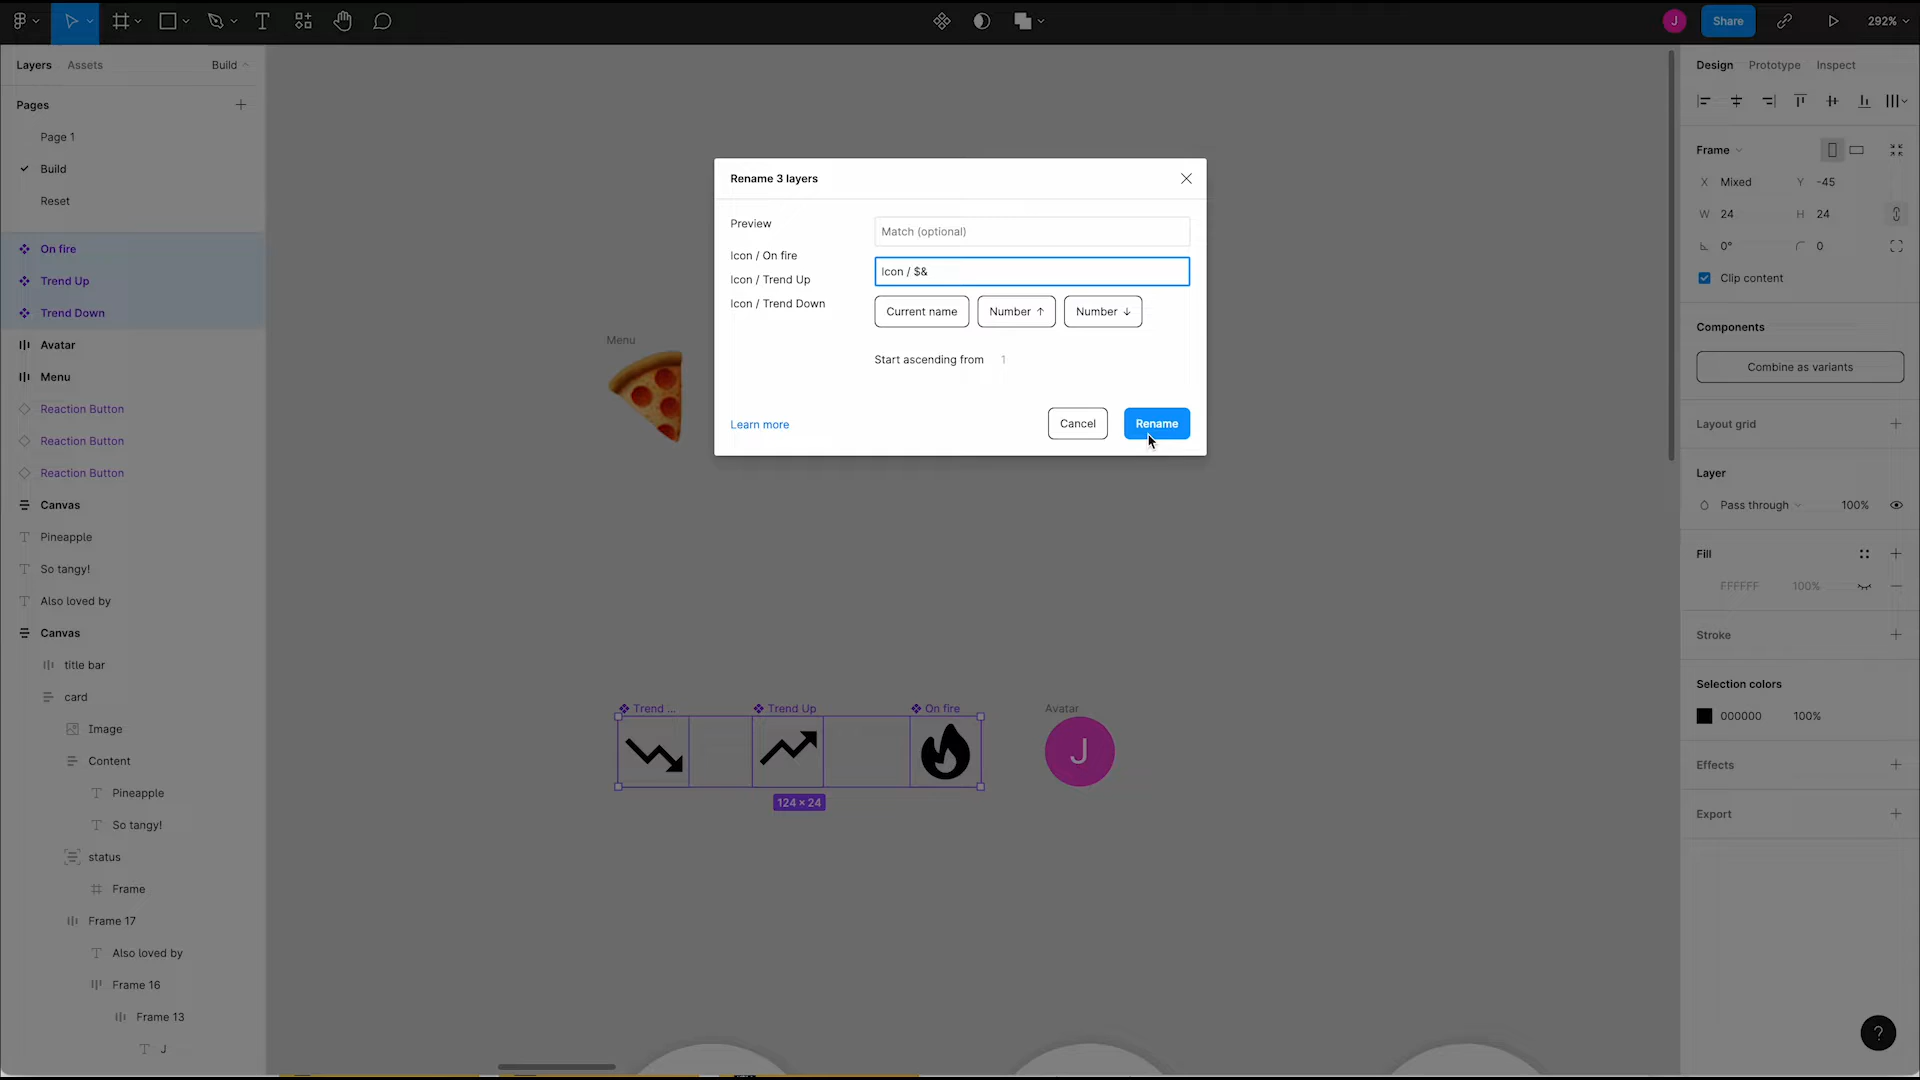 J
Share
292%
Layers
Assets
Build
Pages
Page 1
Build
Reset
On fire
Trend Up
Trend Down
Avatar
Menu
Reaction Button
Reaction Button
Reaction Button
Canvas
Pineapple
So tangy!
Also loved by
Canvas
title bar
card
Image
Content
Pineapple
So tangy!
status
Frame
Frame 17
Also loved by
Frame 16
Frame 13
J
Menu
Rename 3 layers
Preview
Icon / On fire
Icon / Trend Up
Icon / Trend Down
Match (optional)
Icon / $&
Current name
Number ↑
Number ↓
Start ascending from 1
Learn more
Cancel
Rename
Trend ...
Trend Up
On fire
Avatar
J
124 × 24
Design
Prototype
Inspect
Frame
X Mixed
Y -45
W 24
H 24
0°
0
Clip content
Components
Combine as variants
Layout grid
Layer
Pass through
100%
Fill
FFFFFF
100%
Stroke
Selection colors
000000
100%
Effects
Export
?